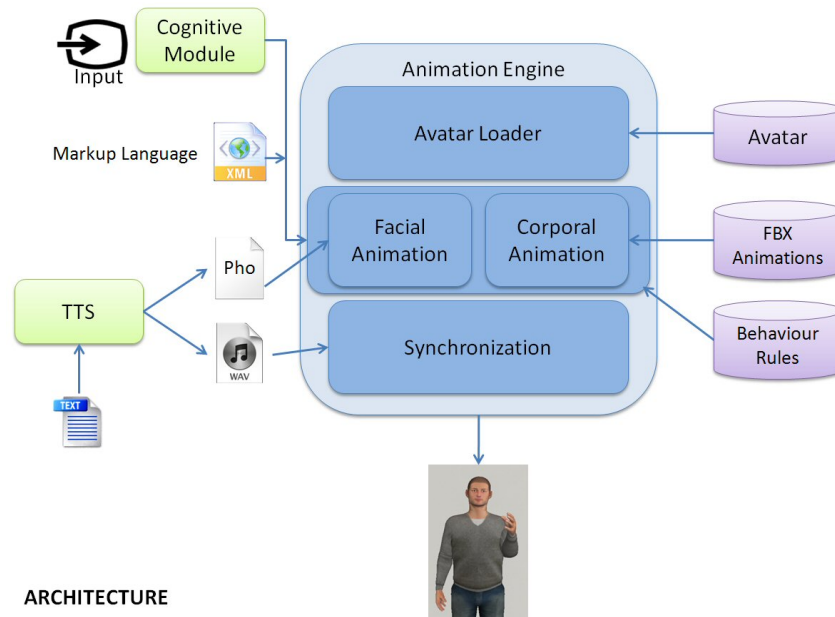 Cognitive
Module
Input
Animation Engine
Avatar Loader
Avatar
Markup Language
XML
Facial
Animation
Corporal
Animation
FBX
Animations
Pho
TTS
WAV
Synchronization
Behaviour
Rules
TEXT
ARCHITECTURE